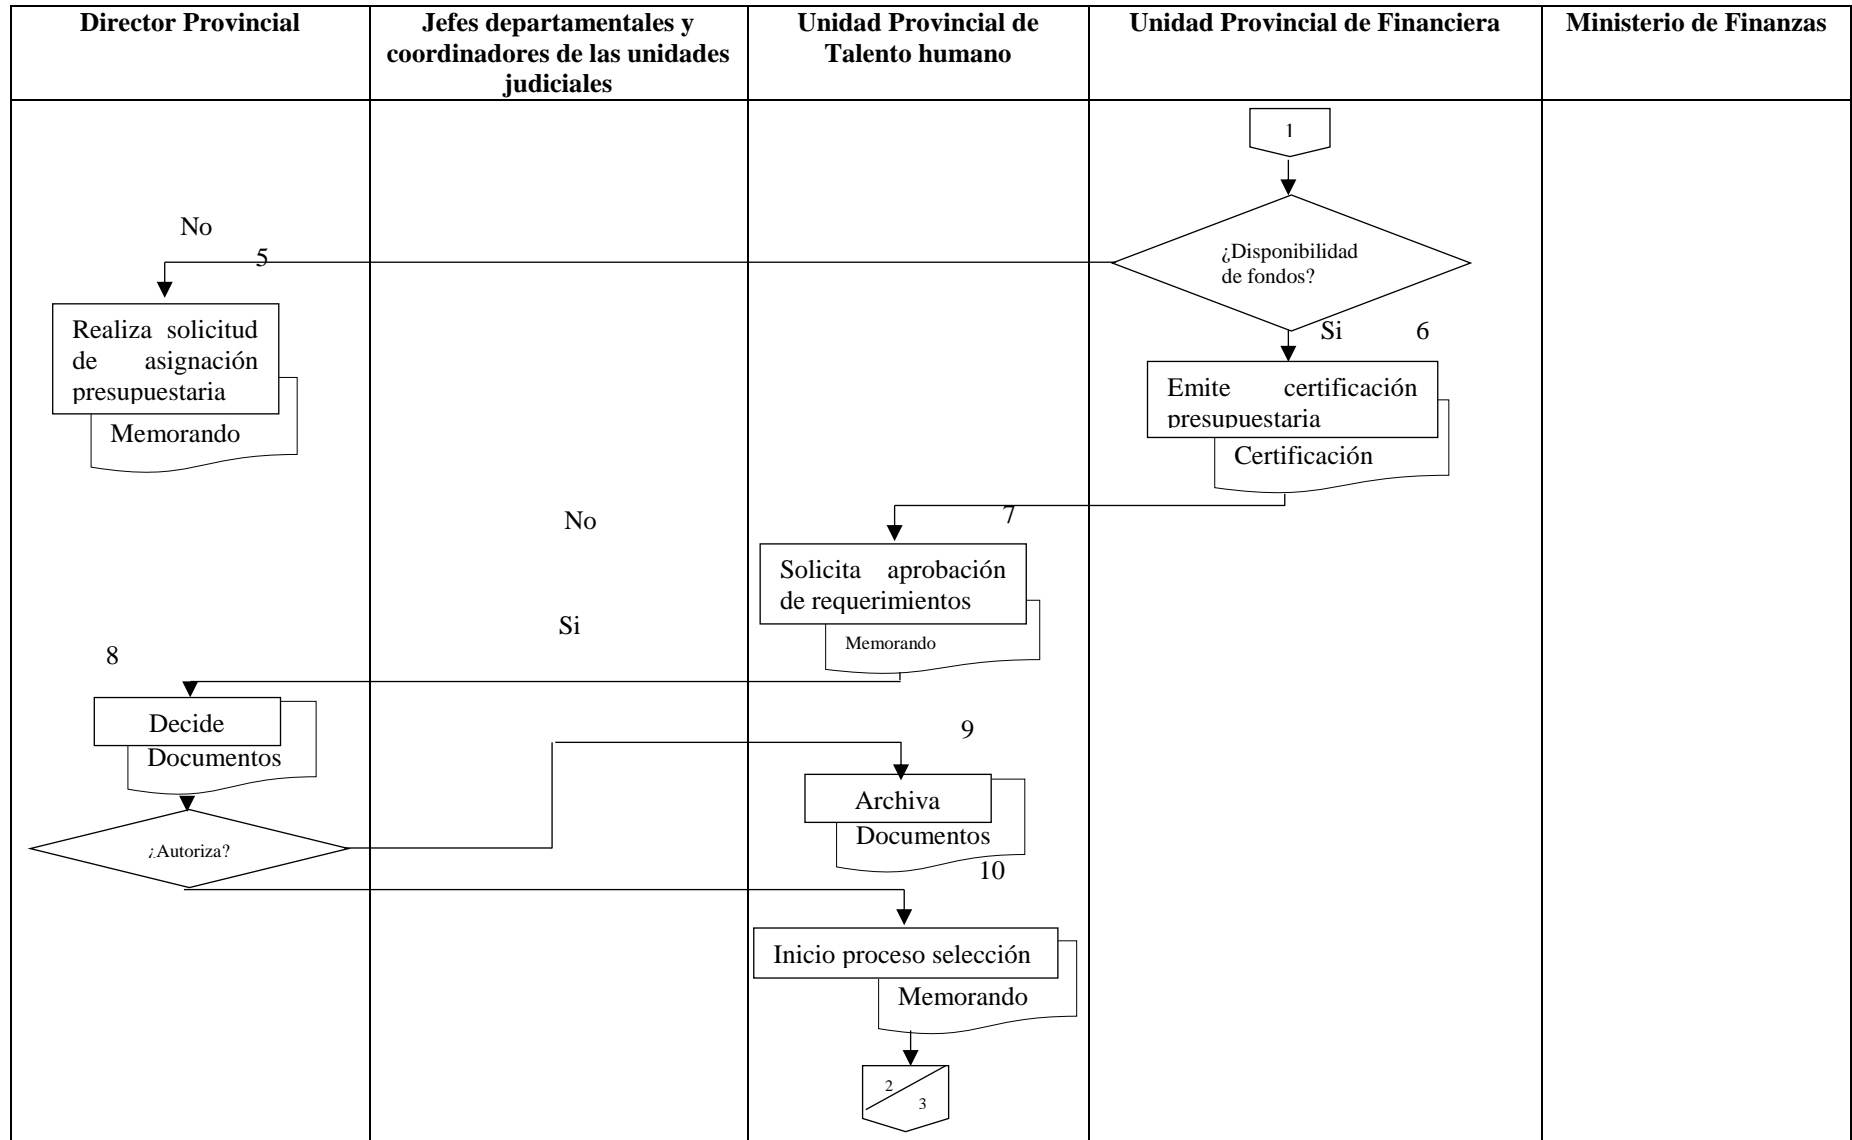 Director Provincial
Jefes departamentales y
coordinadores de las unidades
judiciales
Unidad Provincial de
Talento humano
Unidad Provincial de Financiera
Ministerio de Finanzas
1
No
5
¿Disponibilidad
de fondos?
Realiza solicitud
de asignación
presupuestaria
Memorando
Si
6
Emite certificación
presupuestaria
Certificación
7
No
Solicita aprobación
de requerimientos
Memorando
Si
8
Decide
Documentos
9
Archiva
Documentos
¿Autoriza?
10
Inicio proceso selección
Memorando
2
3